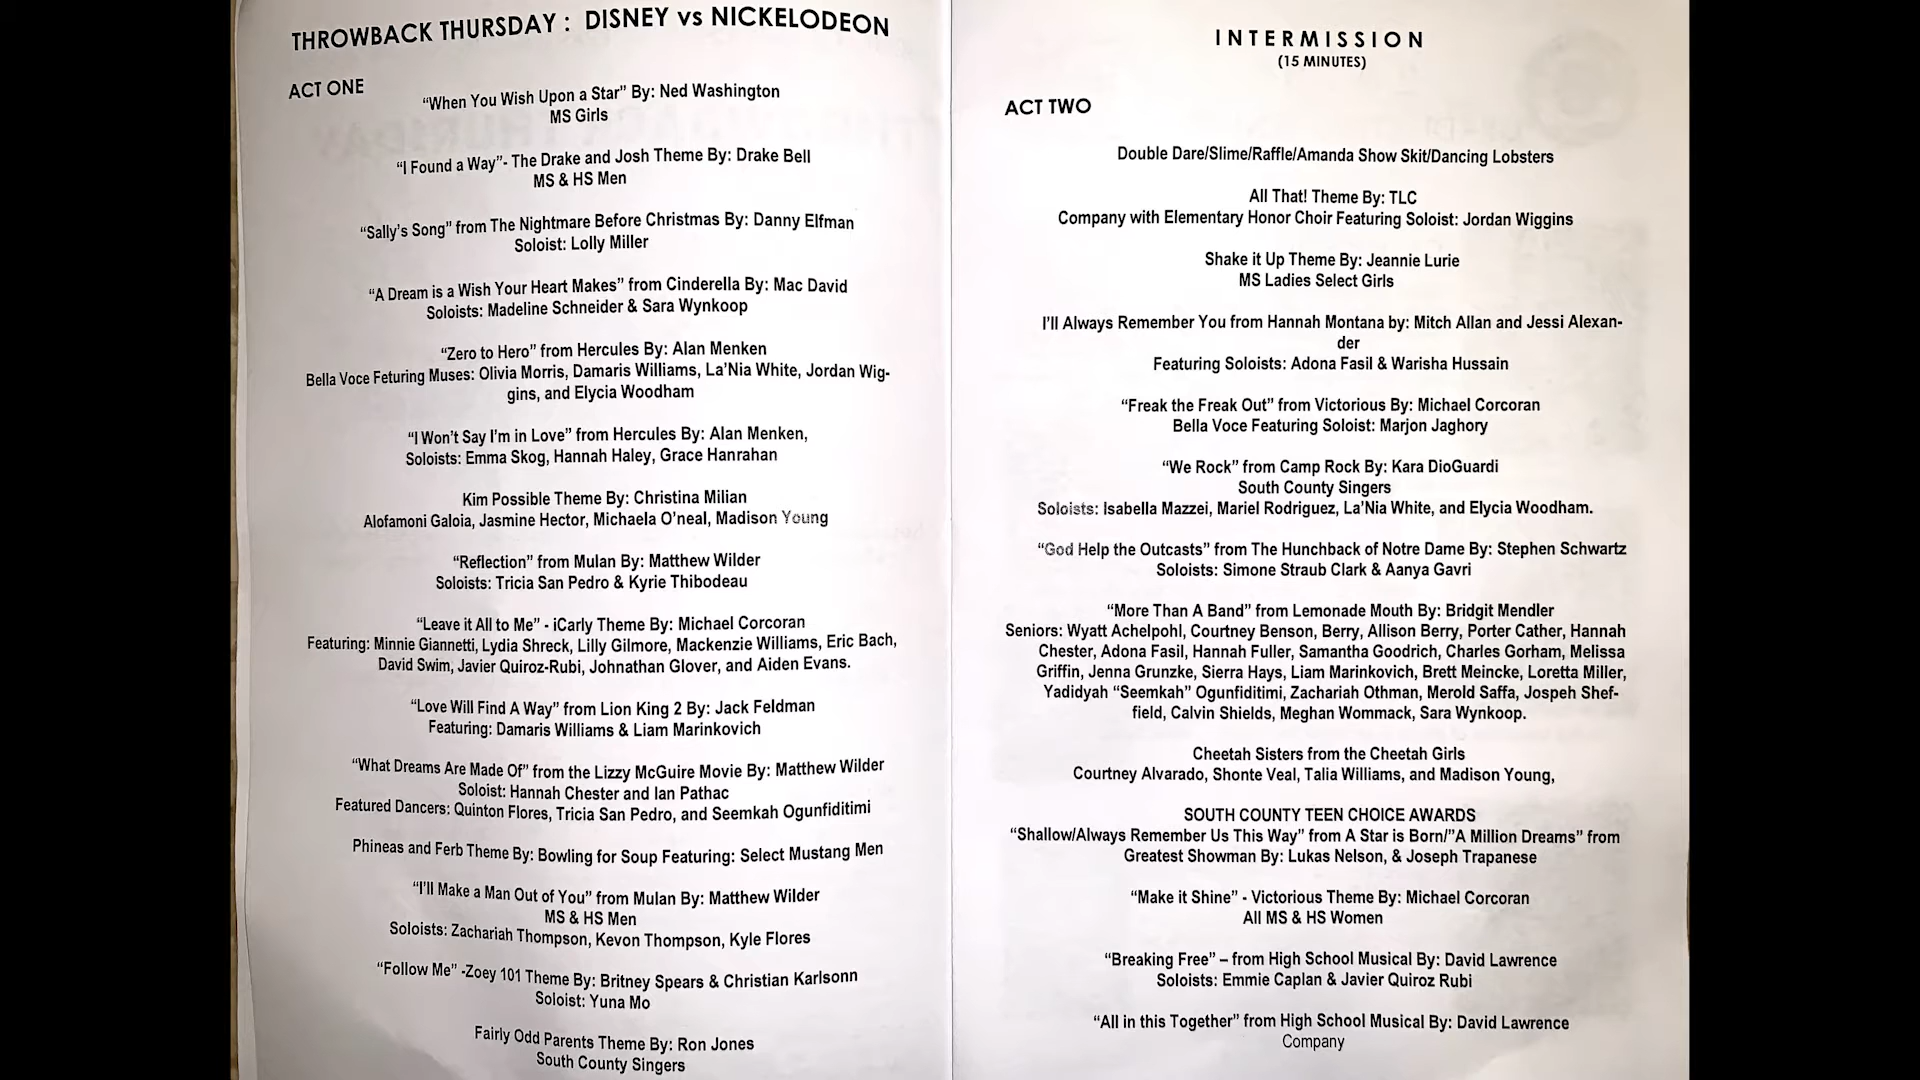 THROWBACK THURSDAY : DISNEY vs NICKELODEON
ACT ONE
“When You Wish Upon a Star” By: Ned Washington
MS Girls
“I Found a Way”- The Drake and Josh Theme By: Drake Bell
MS & HS Men
“Sally’s Song” from The Nightmare Before Christmas By: Danny Elfman
Soloist: Lolly Miller
“A Dream is a Wish Your Heart Makes” from Cinderella By: Mac David
Soloists: Madeline Schneider & Sara Wynkoop
“Zero to Hero” from Hercules By: Alan Menken
Bella Voce Feturing Muses: Olivia Morris, Damaris Williams, La’Nia White, Jordan Wig-
gins, and Elycia Woodham
“I Won’t Say I’m in Love” from Hercules By: Alan Menken,
Soloists: Emma Skog, Hannah Haley, Grace Hanrahan
Kim Possible Theme By: Christina Milian
Alofamoni Galoia, Jasmine Hector, Michaela O’neal, Madison Young
“Reflection” from Mulan By: Matthew Wilder
Soloists: Tricia San Pedro & Kyrie Thibodeau
“Leave it All to Me” - iCarly Theme By: Michael Corcoran
Featuring: Minnie Giannetti, Lydia Shreck, Lilly Gilmore, Mackenzie Williams, Eric Bach,
David Swim, Javier Quiroz-Rubi, Johnathan Glover, and Aiden Evans.
“Love Will Find A Way” from Lion King 2 By: Jack Feldman
Featuring: Damaris Williams & Liam Marinkovich
“What Dreams Are Made Of” from the Lizzy McGuire Movie By: Matthew Wilder
Soloist: Hannah Chester and Ian Pathac
Featured Dancers: Quinton Flores, Tricia San Pedro, and Seemkah Ogunfiditimi
Phineas and Ferb Theme By: Bowling for Soup Featuring: Select Mustang Men
“I’ll Make a Man Out of You” from Mulan By: Matthew Wilder
MS & HS Men
Soloists: Zachariah Thompson, Kevon Thompson, Kyle Flores
“Follow Me” -Zoey 101 Theme By: Britney Spears & Christian Karlsonn
Soloist: Yuna Mo
Fairly Odd Parents Theme By: Ron Jones
South County Singers
INTERMISSION
(15 MINUTES)
ACT TWO
Double Dare/Slime/Raffle/Amanda Show Skit/Dancing Lobsters
All That! Theme By: TLC
Company with Elementary Honor Choir Featuring Soloist: Jordan Wiggins
Shake it Up Theme By: Jeannie Lurie
MS Ladies Select Girls
I’ll Always Remember You from Hannah Montana by: Mitch Allan and Jessi Alexan-
der
Featuring Soloists: Adona Fasil & Warisha Hussain
“Freak the Freak Out” from Victorious By: Michael Corcoran
Bella Voce Featuring Soloist: Marjon Jaghory
“We Rock” from Camp Rock By: Kara DioGuardi
South County Singers
Soloists: Isabella Mazzei, Mariel Rodriguez, La’Nia White, and Elycia Woodham.
“God Help the Outcasts” from The Hunchback of Notre Dame By: Stephen Schwartz
Soloists: Simone Straub Clark & Aanya Gavri
“More Than A Band” from Lemonade Mouth By: Bridgit Mendler
Seniors: Wyatt Achelpohl, Courtney Benson, Berry, Allison Berry, Porter Cather, Hannah
Chester, Adona Fasil, Hannah Fuller, Samantha Goodrich, Charles Gorham, Melissa
Griffin, Jenna Grunzke, Sierra Hays, Liam Marinkovich, Brett Meincke, Loretta Miller,
Yadidyah “Seemkah” Ogunfiditimi, Zachariah Othman, Merold Saffa, Jospeh Shef-
field, Calvin Shields, Meghan Wommack, Sara Wynkoop.
Cheetah Sisters from the Cheetah Girls
Courtney Alvarado, Shonte Veal, Talia Williams, and Madison Young,
SOUTH COUNTY TEEN CHOICE AWARDS
“Shallow/Always Remember Us This Way” from A Star is Born/”A Million Dreams” from
Greatest Showman By: Lukas Nelson, & Joseph Trapanese
“Make it Shine” - Victorious Theme By: Michael Corcoran
All MS & HS Women
“Breaking Free” – from High School Musical By: David Lawrence
Soloists: Emmie Caplan & Javier Quiroz Rubi
“All in this Together” from High School Musical By: David Lawrence
Company